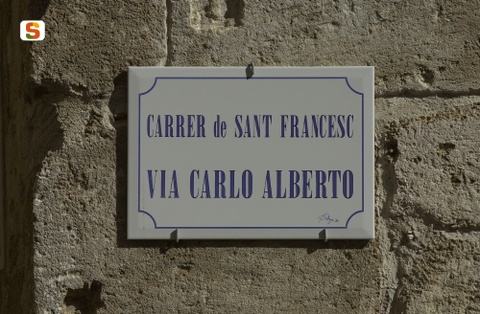 S
CARRER de SANT FRANCESC
VIA CARLO ALBERTO